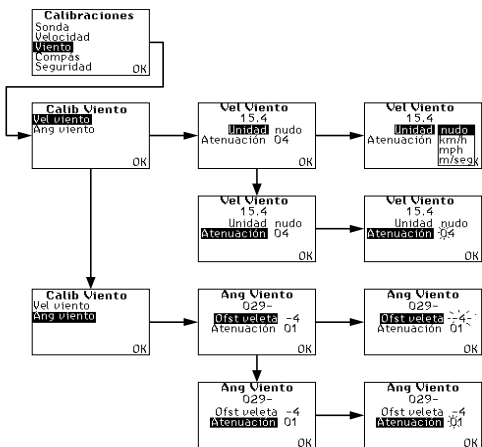 Calibraciones
Sonda
Velocidad
Viento
Compás
Seguridad
OK
Calib Viento
Vel viento
Ang viento
OK
Vel Viento
15.4
Unidad nudo
Atenuación 04
OK
Vel Viento
15.4
Unidad nudo
Atenuación km/h
mph
m/seg
OK
Vel Viento
15.4
Unidad nudo
Atenuación 04
OK
Vel Viento
15.4
Unidad nudo
Atenuación 04
OK
Calib Viento
Vel viento
Ang viento
OK
Ang Viento
029-
Ofst veleta -4
Atenuación 01
OK
Ang Viento
029-
Ofst veleta -4
Atenuación 01
OK
Ang Viento
029-
Ofst veleta -4
Atenuación 01
OK
Ang Viento
029-
Ofst veleta -4
Atenuación 01
OK